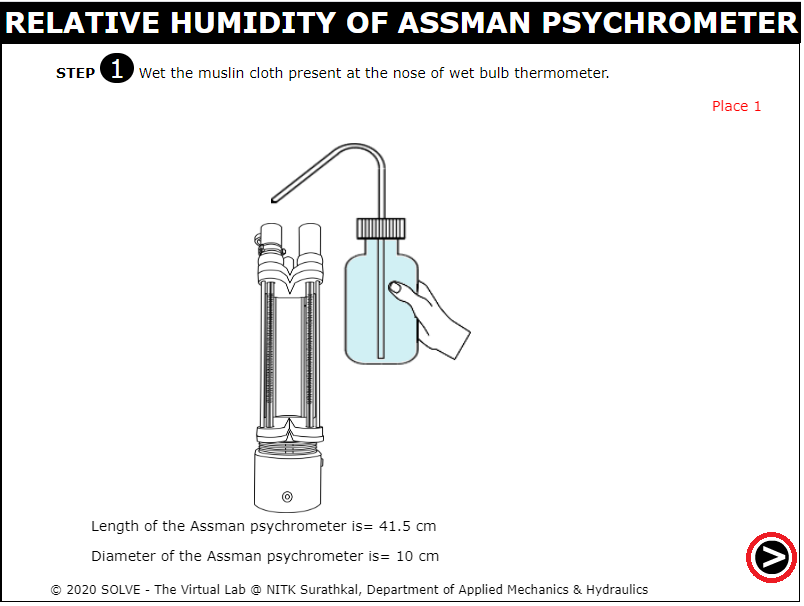 RELATIVE HUMIDITY OF ASSMAN PSYCHROMETER
STEP 1 Wet the muslin cloth present at the nose of wet bulb thermometer.
Place 1
Length of the Assman psychrometer is= 41.5 cm
Diameter of the Assman psychrometer is= 10 cm
© 2020 SOLVE - The Virtual Lab @ NITK Surathkal, Department of Applied Mechanics & Hydraulics